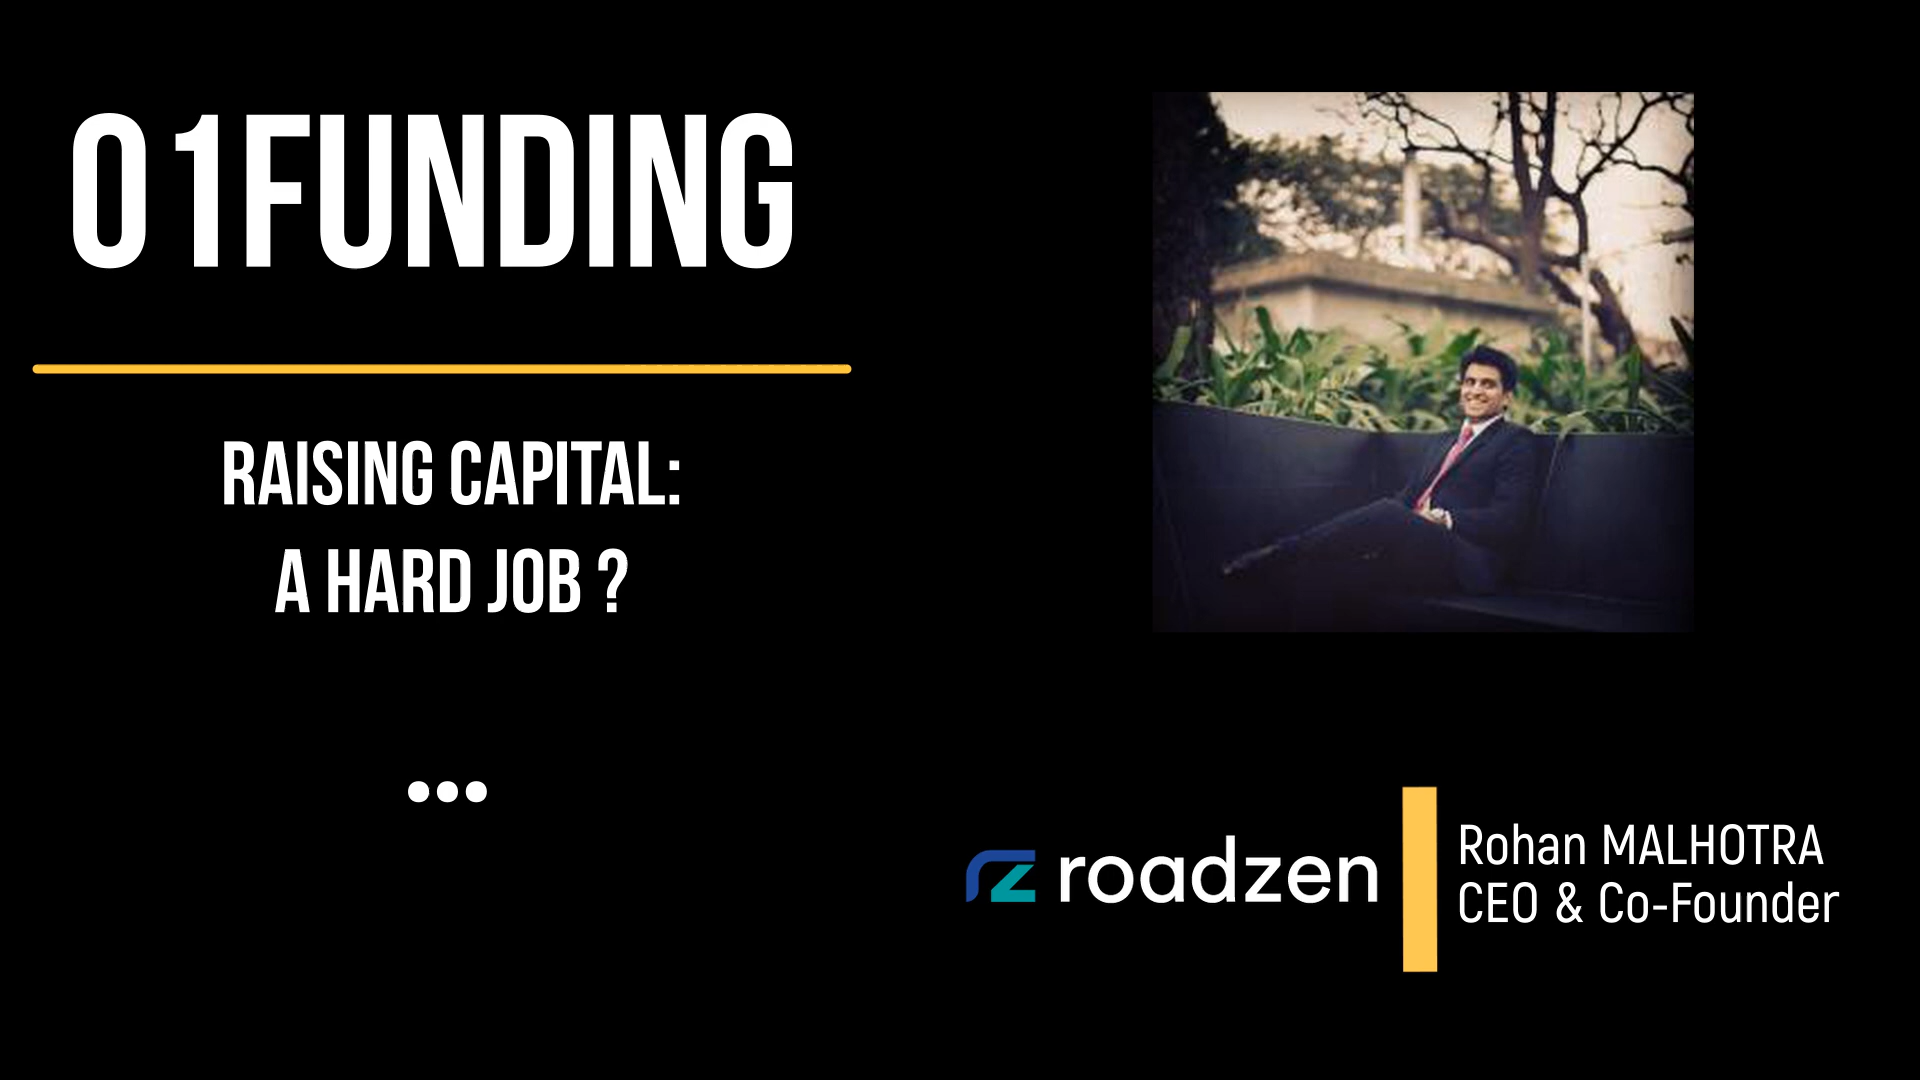 01FUNDING
RAISING CAPITAL:
A HARD JOB ?
...
roadzen
Rohan MALHOTRA
CEO & Co-Founder